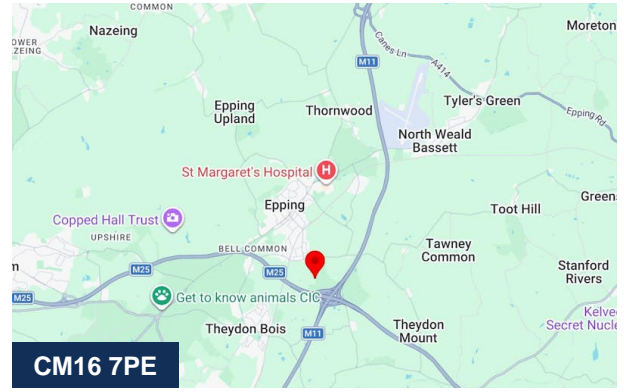 COMMON
Nazeing
OWER
ZEING
Moreton
Canes Ln
A414
M11
Epping
Upland
Thornwood
Tyler's Green
Epping Rd
North Weald
Bassett
St Margaret's Hospital
H
Epping
Copped Hall Trust
UPSHIRE
Toot Hill
Greens
BELL COMMON
Tawney
Common
M25
M25
Stanford
Rivers
M25
Get to know animals CIC
Kelve
Secret Nucle
Theydon Bois
M11
Theydon
Mount
CM16 7PE